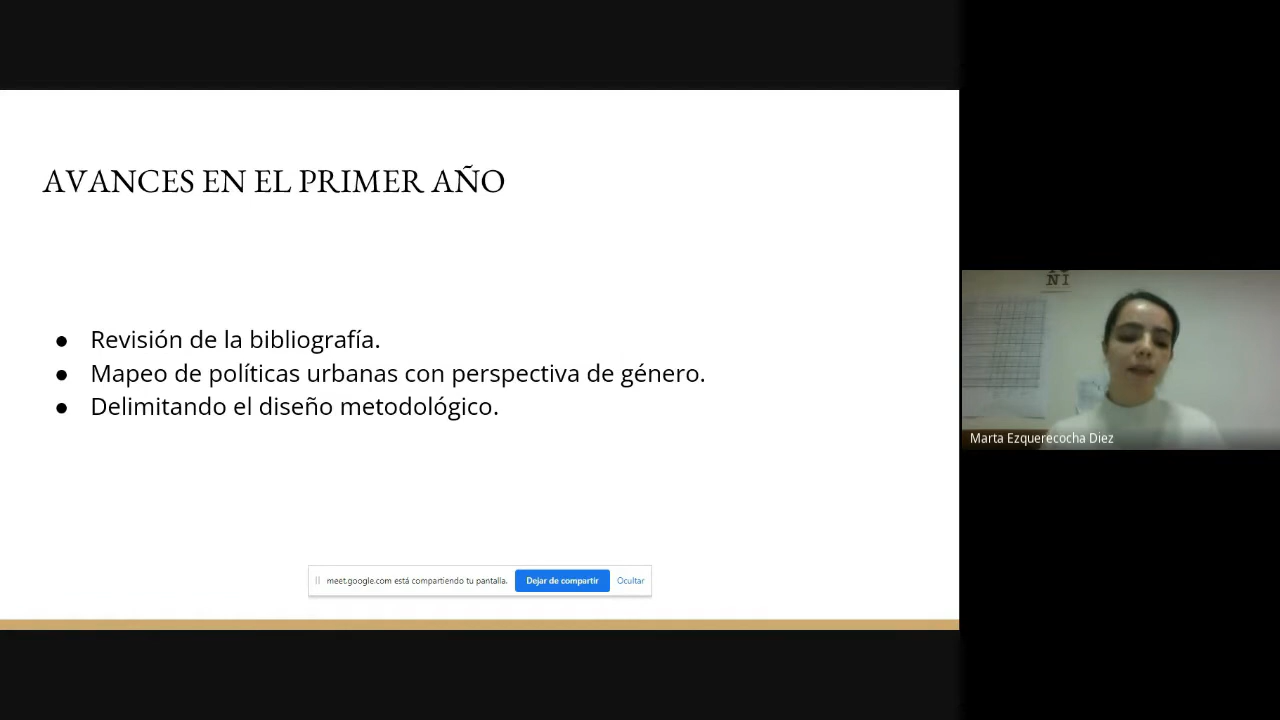 AVANCES EN EL PRIMER AÑO
● Revisión de la bibliografía.
● Mapeo de políticas urbanas con perspectiva de género.
● Delimitando el diseño metodológico.
meet.google.com está compartiendo tu pantalla. Dejar de compartir Ocultar
NI
Marta Ezquerecocha Diez